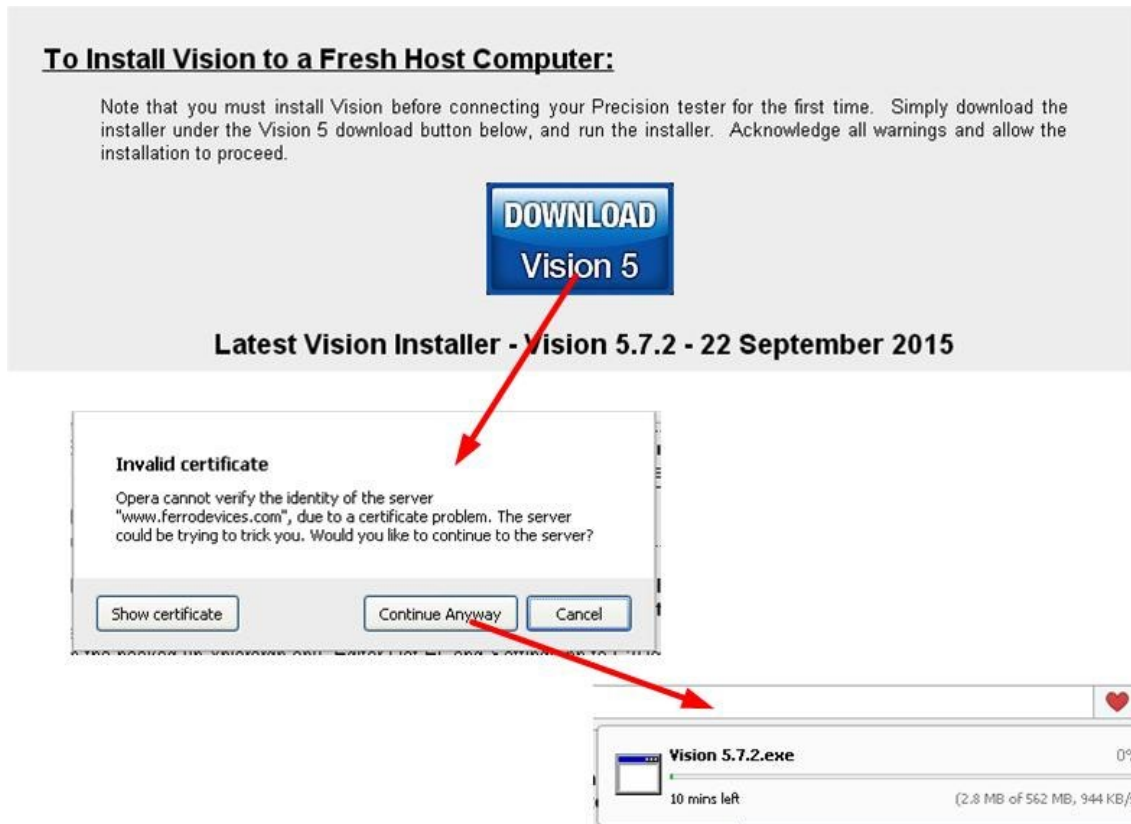 To Install Vision to a Fresh Host Computer:
Note that you must install Vision before connecting your Precision tester for the first time. Simply download the
installer under the Vision 5 download button below, and run the installer. Acknowledge all warnings and allow the
installation to proceed.
DOWNLOAD
Vision 5
Latest Vision Installer - Vision 5.7.2 - 22 September 2015
Invalid certificate
Opera cannot verify the identity of the server
"www.ferrodevices.com", due to a certificate problem. The server
could be trying to trick you. Would you like to continue to the server?
Show certificate
Continue Anyway
Cancel
Vision 5.7.2.exe
0%
10 mins left
(2.8 MB of 562 MB, 944 KB/